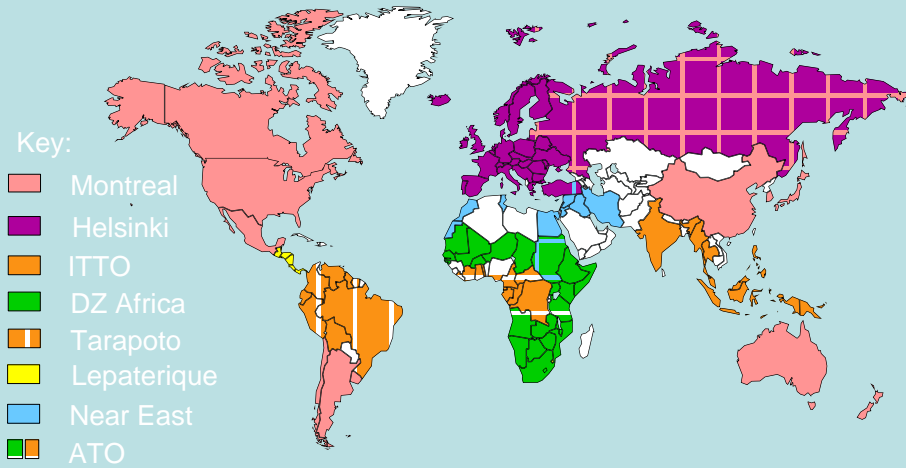 Key:
Montreal
Helsinki
ITTO
DZ Africa
Tarapoto
Lepaterique
Near East
ATO